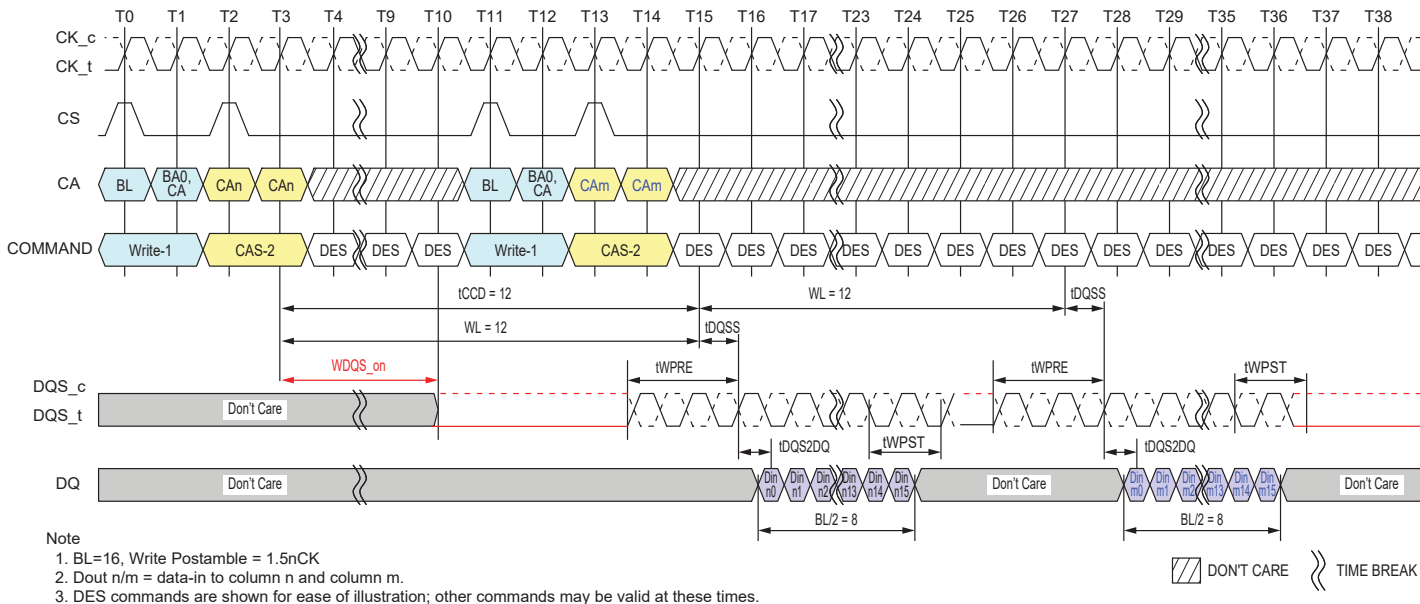 T0 T1 T2 T3 T4 T9 T10 T11 T12 T13 T14 T15 T16 T17 T23 T24 T25 T26 T27 T28 T29 T35 T36 T37 T38
CK_c
CK_t
CS
CA BL BA0, CA CAn CAn BL BA0, CA CAm CAm
COMMAND Write-1 CAS-2 DES DES DES Write-1 CAS-2 DES DES DES DES DES DES DES DES DES DES DES DES DES DES
tCCD = 12 WL = 12 tDQSS
WL = 12 tDQSS
WDQS_on tWPRE tWPRE tWPST
DQS_c
DQS_t Don't Care
tDQS2DQ tWPST tDQS2DQ
DQ Don't Care Din n0 Din n1 Din n2 Din n13 Din n14 Din n15 Don't Care Din m0 Din m1 Din m2 Din m13 Din m14 Din m15 Don't Care
BL/2 = 8 BL/2 = 8
Note
1. BL=16, Write Postamble = 1.5nCK
2. Dout n/m = data-in to column n and column m.
3. DES commands are shown for ease of illustration; other commands may be valid at these times.
DON'T CARE TIME BREAK